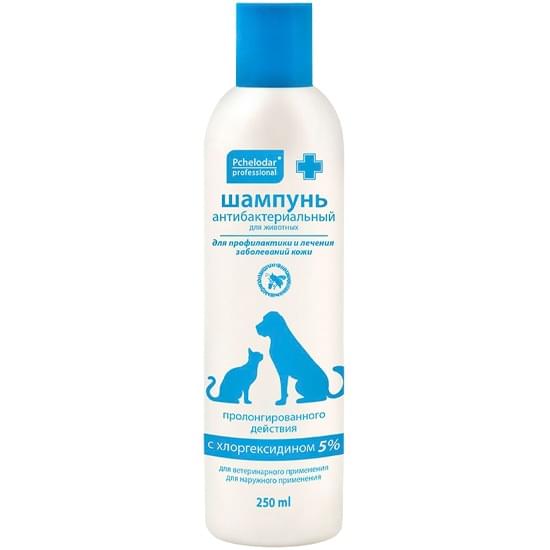 Pchelodar®
professional
шампунь
антибактериальный
для животных
для профилактики и лечения
заболеваний кожи
пролонгированного
действия
с хлоргексидином 5%
для ветеринарного применения
для наружного применения
250 ml